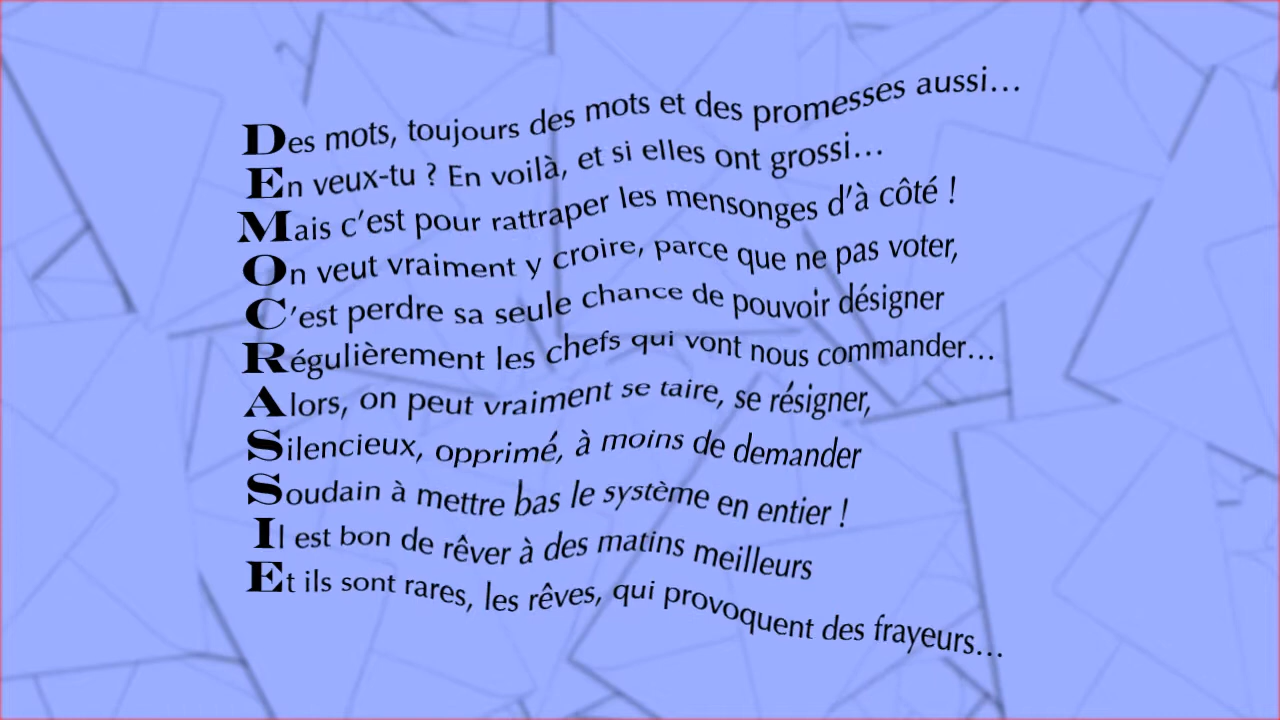 Des mots, toujours des mots et des promesses aussi…
En veux-tu ? En voilà, et si elles ont grossi…
Mais c’est pour rattraper les mensonges d’à côté !
On veut vraiment y croire, parce que ne pas voter,
C’est perdre sa seule chance de pouvoir désigner
Régulièrement les chefs qui vont nous commander…
Alors, on peut vraiment se taire, se résigner,
Silencieux, opprimé, à moins de demander
Soudain à mettre bas le système en entier !
Il est bon de rêver à des matins meilleurs
Et ils sont rares, les rêves, qui provoquent des frayeurs…